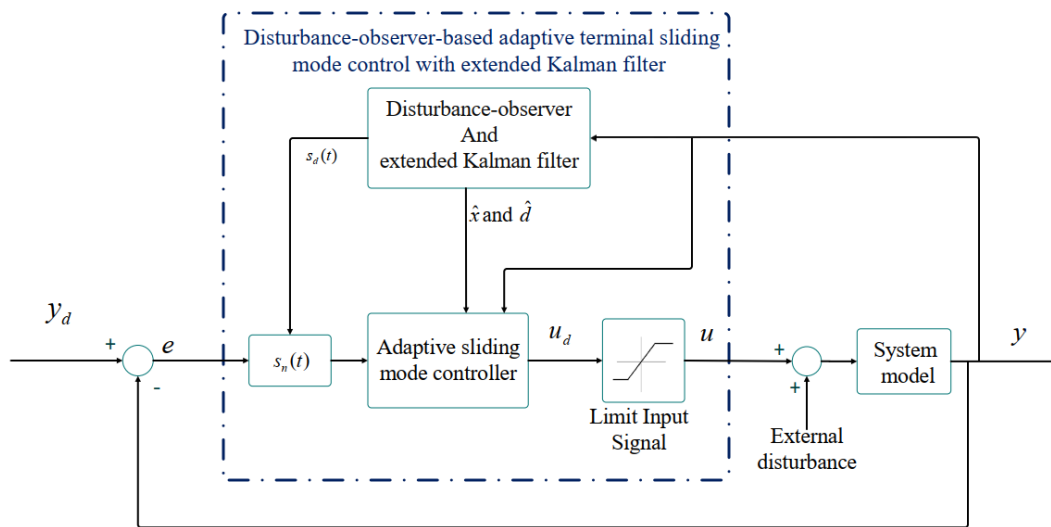 Disturbance-observer-based adaptive terminal sliding
mode control with extended Kalman filter
Disturbance-observer
And
extended Kalman filter
s_d(t)
x̂ and d̂
y_d
+
-
e
s_n(t)
Adaptive sliding
mode controller
u_d
Limit Input
Signal
u
+
+
External
disturbance
System
model
y